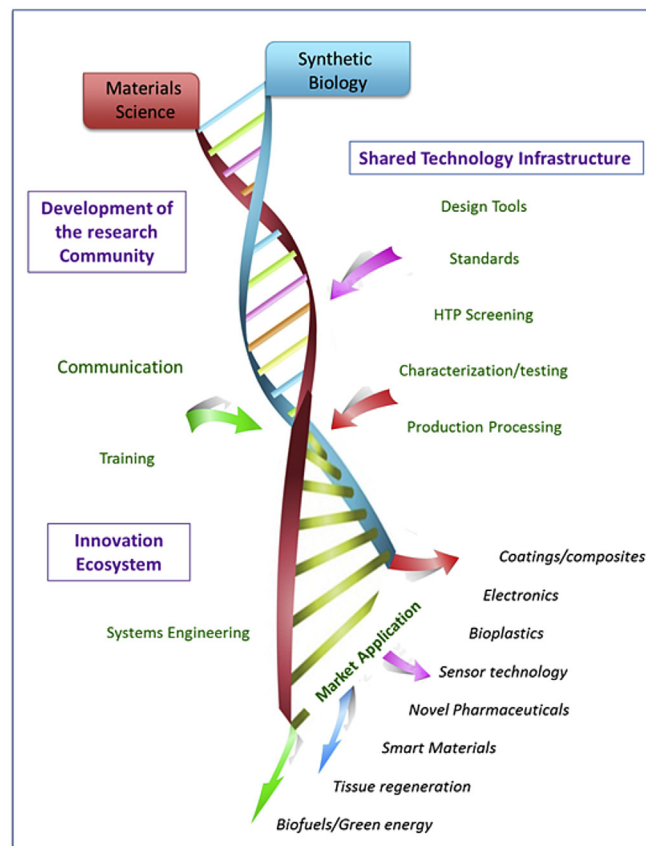 Synthetic
Biology
Materials
Science
Shared Technology Infrastructure
Development of
the research
Community
Design Tools
Standards
HTP Screening
Communication
Characterization/testing
Production Processing
Training
Innovation
Ecosystem
Coatings/composites
Electronics
Systems Engineering
Bioplastics
Market Application
Sensor technology
Novel Pharmaceuticals
Smart Materials
Tissue regeneration
Biofuels/Green energy